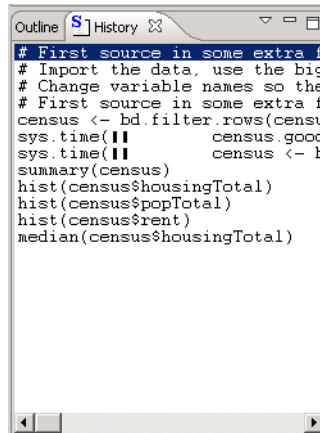 Outline S History
# First source in some extra f
# Import the data, use the big
# Change variable names so the
# First source in some extra f
census <- bd.filter.rows(censu
sys.time(▌▌ census.good
sys.time(▌▌ census <- b
summary(census)
hist(census$housingTotal)
hist(census$popTotal)
hist(census$rent)
median(census$housingTotal)